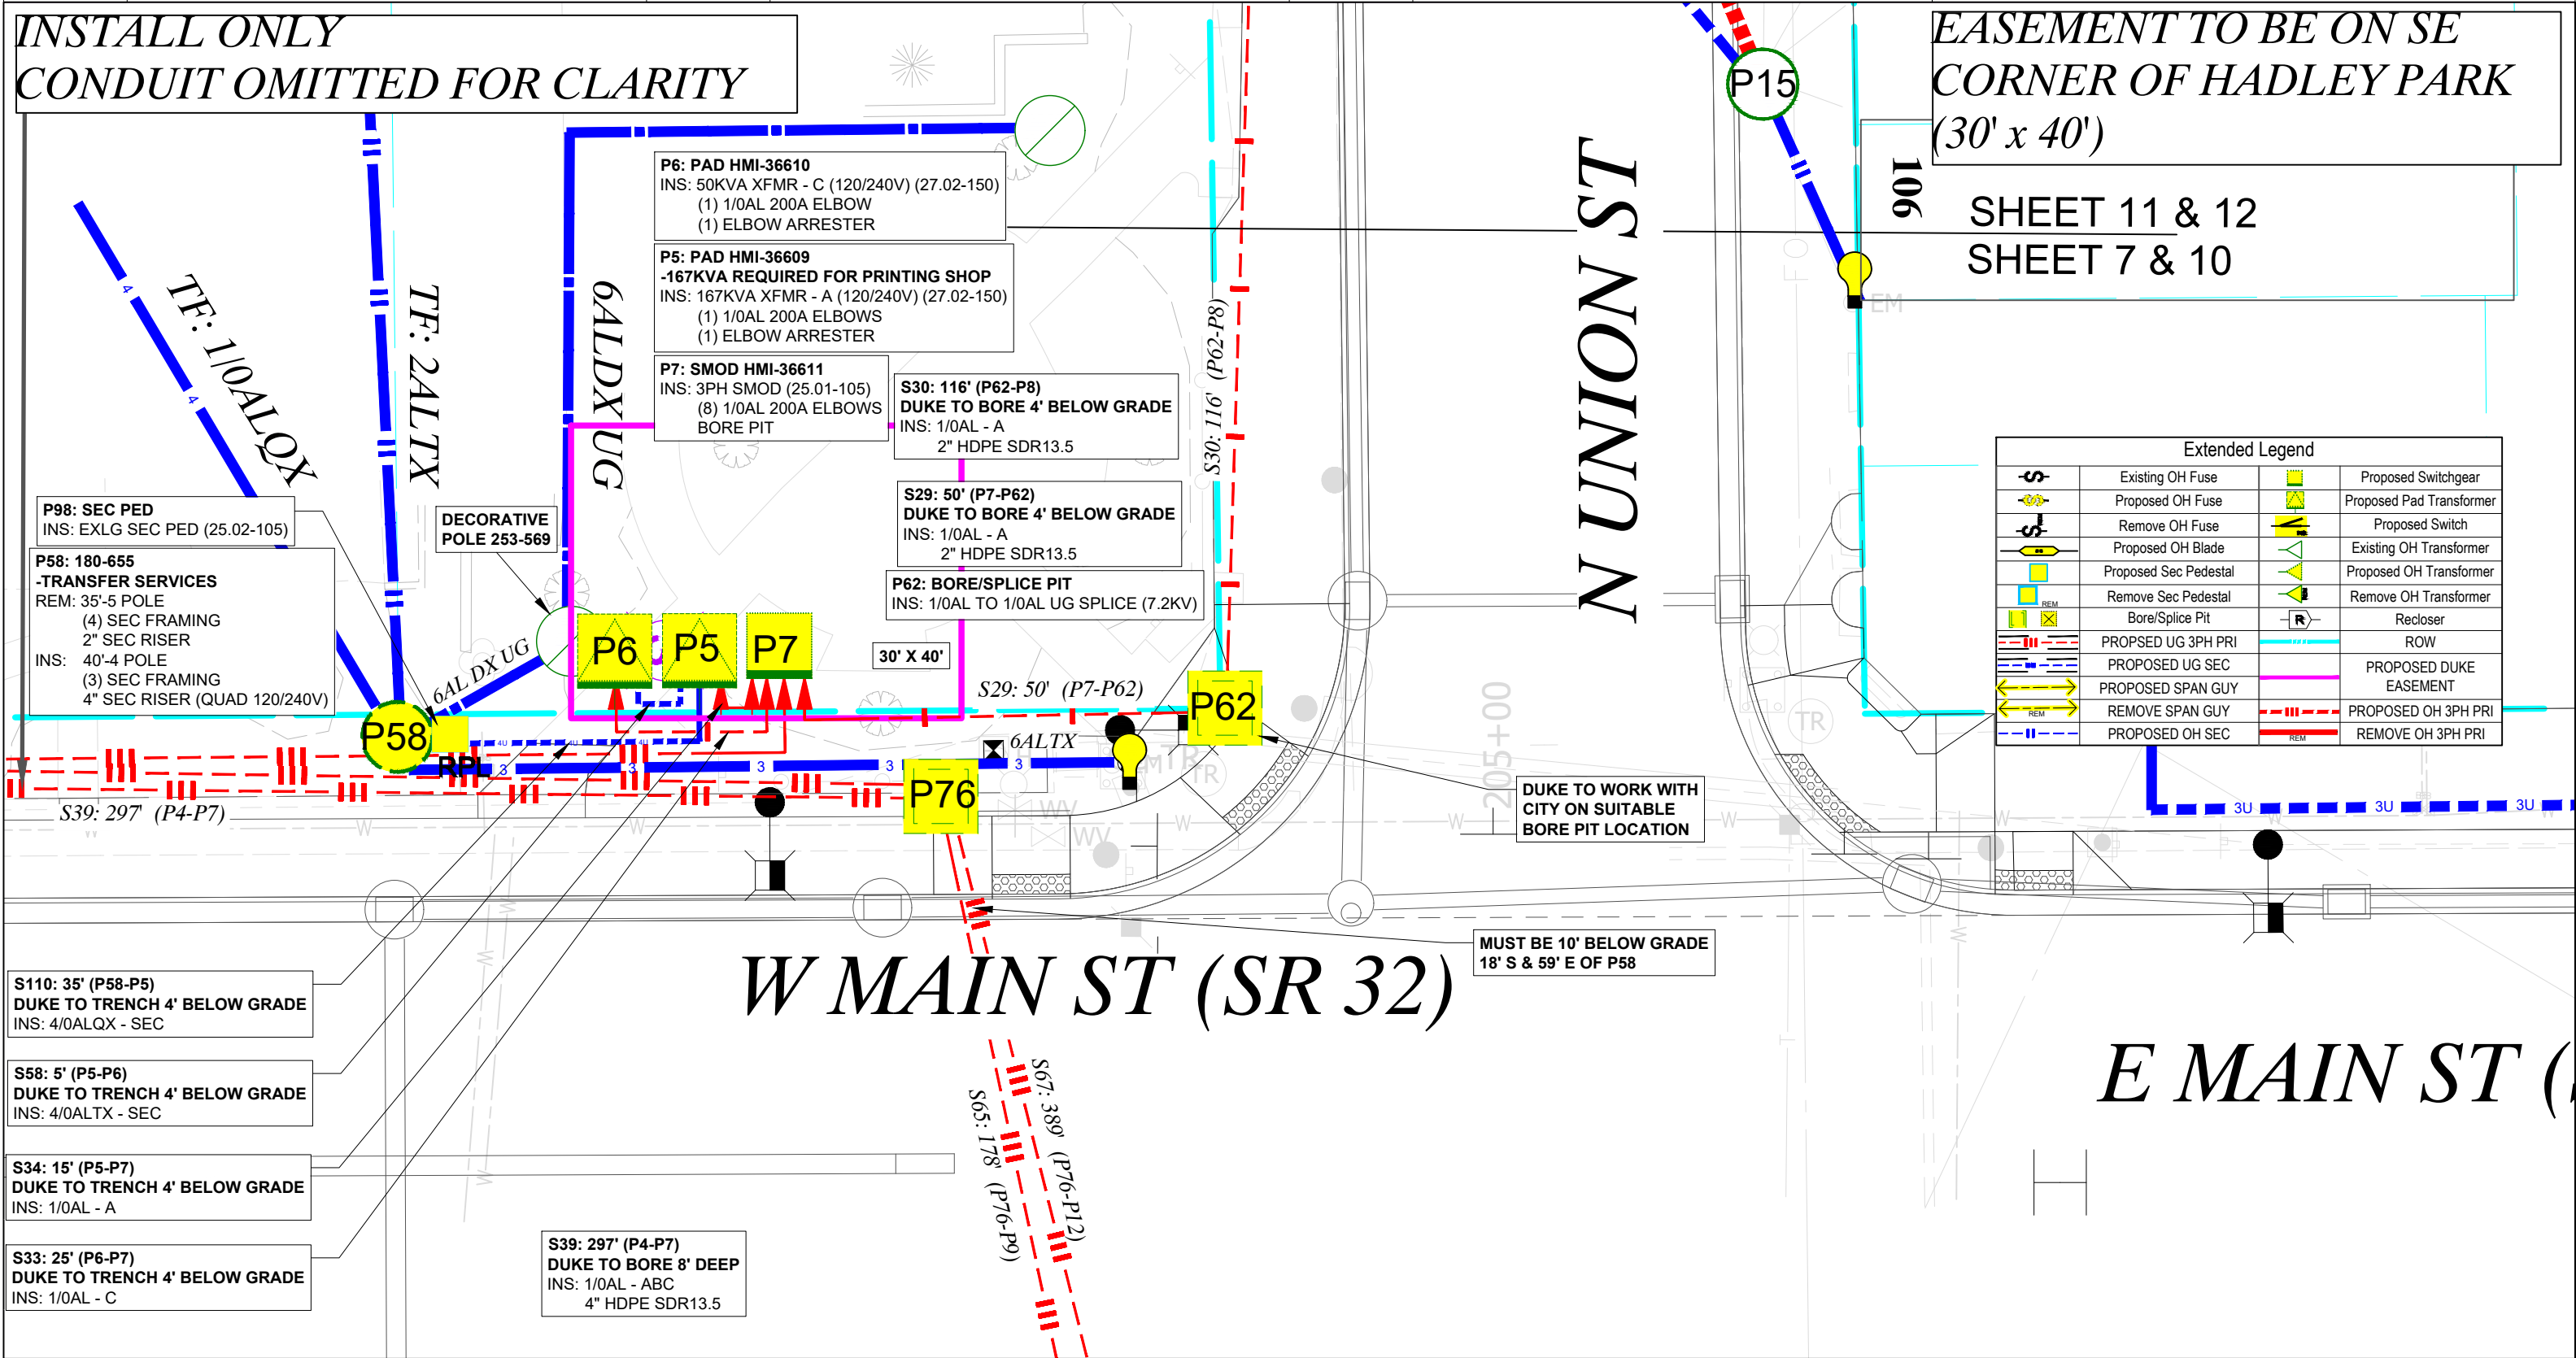 INSTALL ONLY
CONDUIT OMITTED FOR CLARITY
EASEMENT TO BE ON SE
CORNER OF HADLEY PARK
(30' x 40')
P15
106
SHEET 11 & 12
SHEET 7 & 10
P6: PAD HMI-36610
INS: 50KVA XFMR - C (120/240V) (27.02-150)
(1) 1/0AL 200A ELBOW
(1) ELBOW ARRESTER
P5: PAD HMI-36609
-167KVA REQUIRED FOR PRINTING SHOP
INS: 167KVA XFMR - A (120/240V) (27.02-150)
(1) 1/0AL 200A ELBOWS
(1) ELBOW ARRESTER
P7: SMOD HMI-36611
INS: 3PH SMOD (25.01-105)
(8) 1/0AL 200A ELBOWS
BORE PIT
S30: 116' (P62-P8)
DUKE TO BORE 4' BELOW GRADE
INS: 1/0AL - A
2" HDPE SDR13.5
S29: 50' (P7-P62)
DUKE TO BORE 4' BELOW GRADE
INS: 1/0AL - A
2" HDPE SDR13.5
P62: BORE/SPLICE PIT
INS: 1/0AL TO 1/0AL UG SPLICE (7.2KV)
TF: 1|0ALQX
TF: 2ALTX
6ALDX UG
S30: 116' (P62-P8)
N UNION ST
FO
EM
4
4
P98: SEC PED
INS: EXLG SEC PED (25.02-105)
DECORATIVE
POLE 253-569
P58: 180-655
-TRANSFER SERVICES
REM: 35'-5 POLE
(4) SEC FRAMING
2" SEC RISER
INS: 40'-4 POLE
(3) SEC FRAMING
4" SEC RISER (QUAD 120/240V)
Extended Legend
Existing OH Fuse
Proposed Switchgear
Proposed OH Fuse
Proposed Pad Transformer
Remove OH Fuse
Proposed Switch
Proposed OH Blade
Existing OH Transformer
Proposed Sec Pedestal
Proposed OH Transformer
REM
Remove Sec Pedestal
Remove OH Transformer
Bore/Splice Pit
R
Recloser
PROPSED UG 3PH PRI
ROW
PROPOSED UG SEC
PROPOSED DUKE
EASEMENT
PROPOSED SPAN GUY
REM
REMOVE SPAN GUY
PROPOSED OH 3PH PRI
PROPOSED OH SEC
REM
REMOVE OH 3PH PRI
P6
P5
P7
30' X 40'
6AL DX UG
S29: 50' (P7-P62)
P62
P58
RPL
4U
4U
4U
3
3
3
3
3
6ALTX
TR
TR
TR
P76
WV
WV
205+00
S39: 297' (P4-P7)
DUKE TO WORK WITH
CITY ON SUITABLE
BORE PIT LOCATION
3U
3U
3U
W
W
W
W
W
W
W
W
W
W
W
T
MUST BE 10' BELOW GRADE
18' S & 59' E OF P58
W MAIN ST (SR 32)
E MAIN ST (
S110: 35' (P58-P5)
DUKE TO TRENCH 4' BELOW GRADE
INS: 4/0ALQX - SEC
S58: 5' (P5-P6)
DUKE TO TRENCH 4' BELOW GRADE
INS: 4/0ALTX - SEC
S34: 15' (P5-P7)
DUKE TO TRENCH 4' BELOW GRADE
INS: 1/0AL - A
S33: 25' (P6-P7)
DUKE TO TRENCH 4' BELOW GRADE
INS: 1/0AL - C
S39: 297' (P4-P7)
DUKE TO BORE 8' DEEP
INS: 1/0AL - ABC
4" HDPE SDR13.5
S65: 178' (P76-P9)
S67: 389' (P76-P12)